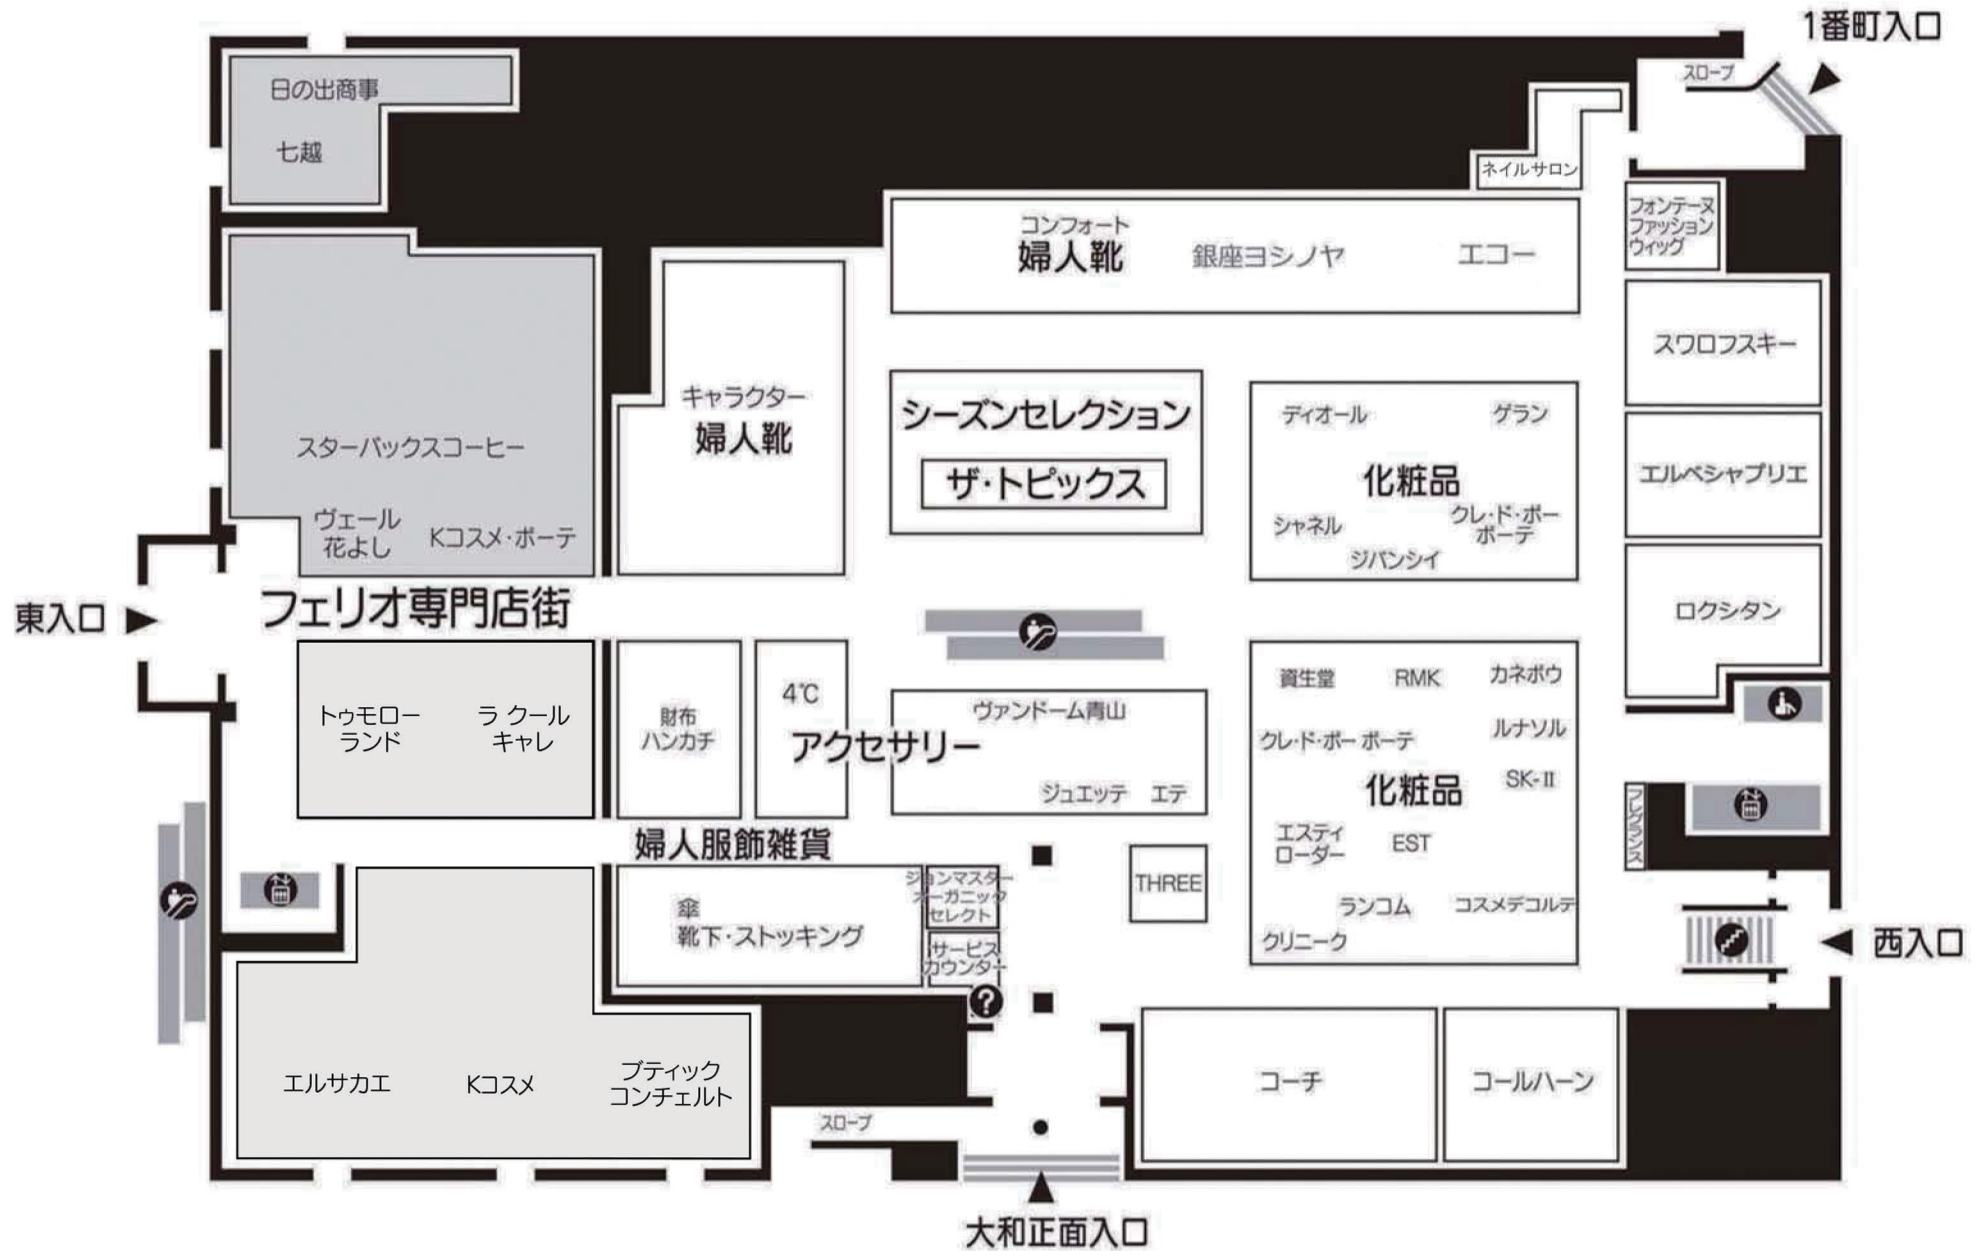 1番町入口
スロープ
日の出商事
七越
ネイルサロン
フォンテーヌ
ファッション
ウィッグ
コンフォート
婦人靴
銀座ヨシノヤ
エコー
スワロフスキー
キャラクター
婦人靴
シーズンセレクション
ザ・トピックス
ディオール
ゲラン
化粧品
シャネル
クレ・ド・ポー
ボーテ
ジバンシイ
エルベシャプリエ
スターバックスコーヒー
ヴェール
花よし
Kコスメ・ボーテ
フェリオ専門店街
東入口
ロクシタン
トゥモロー
ランド
ラ クール
キャレ
財布
ハンカチ
4℃
アクセサリー
ヴァンドーム青山
ジュエッテ
エテ
資生堂
RMK
カネボウ
クレ・ド・ポー ボーテ
ルナソル
化粧品
SK-II
エスティ
ローダー
EST
ランコム
コスメデコルテ
クリニーク
フレグランス
婦人服飾雑貨
傘
靴下・ストッキング
ジョンマスター
オーガニック
セレクト
サービス
カウンター
?
THREE
西入口
エルサカエ
Kコスメ
ブティック
コンチェルト
コーチ
コールハーン
スロープ
大和正面入口